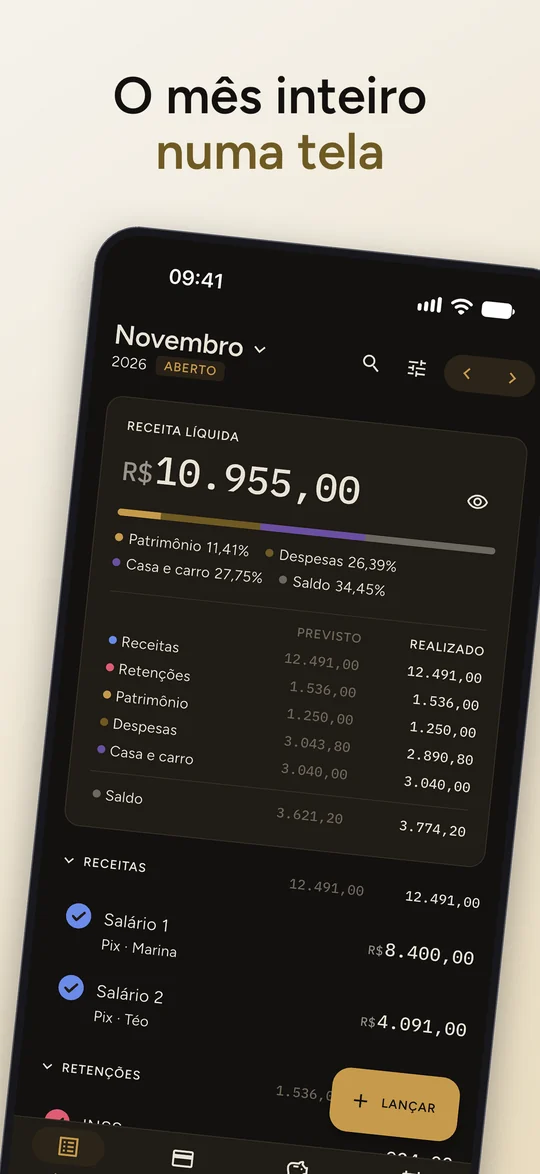 O mês inteiro
numa tela
09:41
Novembro
2026 ABERTO
RECEITA LÍQUIDA
R$10.955,00
Patrimônio 11,41% Despesas 26,39%
Casa e carro 27,75% Saldo 34,45%
PREVISTO REALIZADO
Receitas 12.491,00 12.491,00
Retenções 1.536,00 1.536,00
Patrimônio 1.250,00 1.250,00
Despesas 3.043,80 2.890,80
Casa e carro 3.040,00 3.040,00
Saldo 3.621,20 3.774,20
RECEITAS 12.491,00 12.491,00
Salário 1
Pix · Marina R$8.400,00
Salário 2
Pix · Téo R$4.091,00
RETENÇÕES
+ LANÇAR